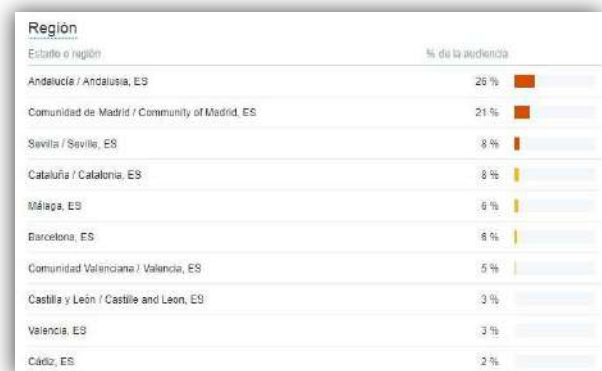 Región
Estado o región % de la audiencia
Andalucía / Andalusia, ES 26 %
Comunidad de Madrid / Community of Madrid, ES 21 %
Sevilla / Seville, ES 8 %
Cataluña / Catalonia, ES 8 %
Málaga, ES 6 %
Barcelona, ES 6 %
Comunidad Valenciana / Valencia, ES 5 %
Castilla y León / Castille and Leon, ES 3 %
Valencia, ES 3 %
Cádiz, ES 2 %